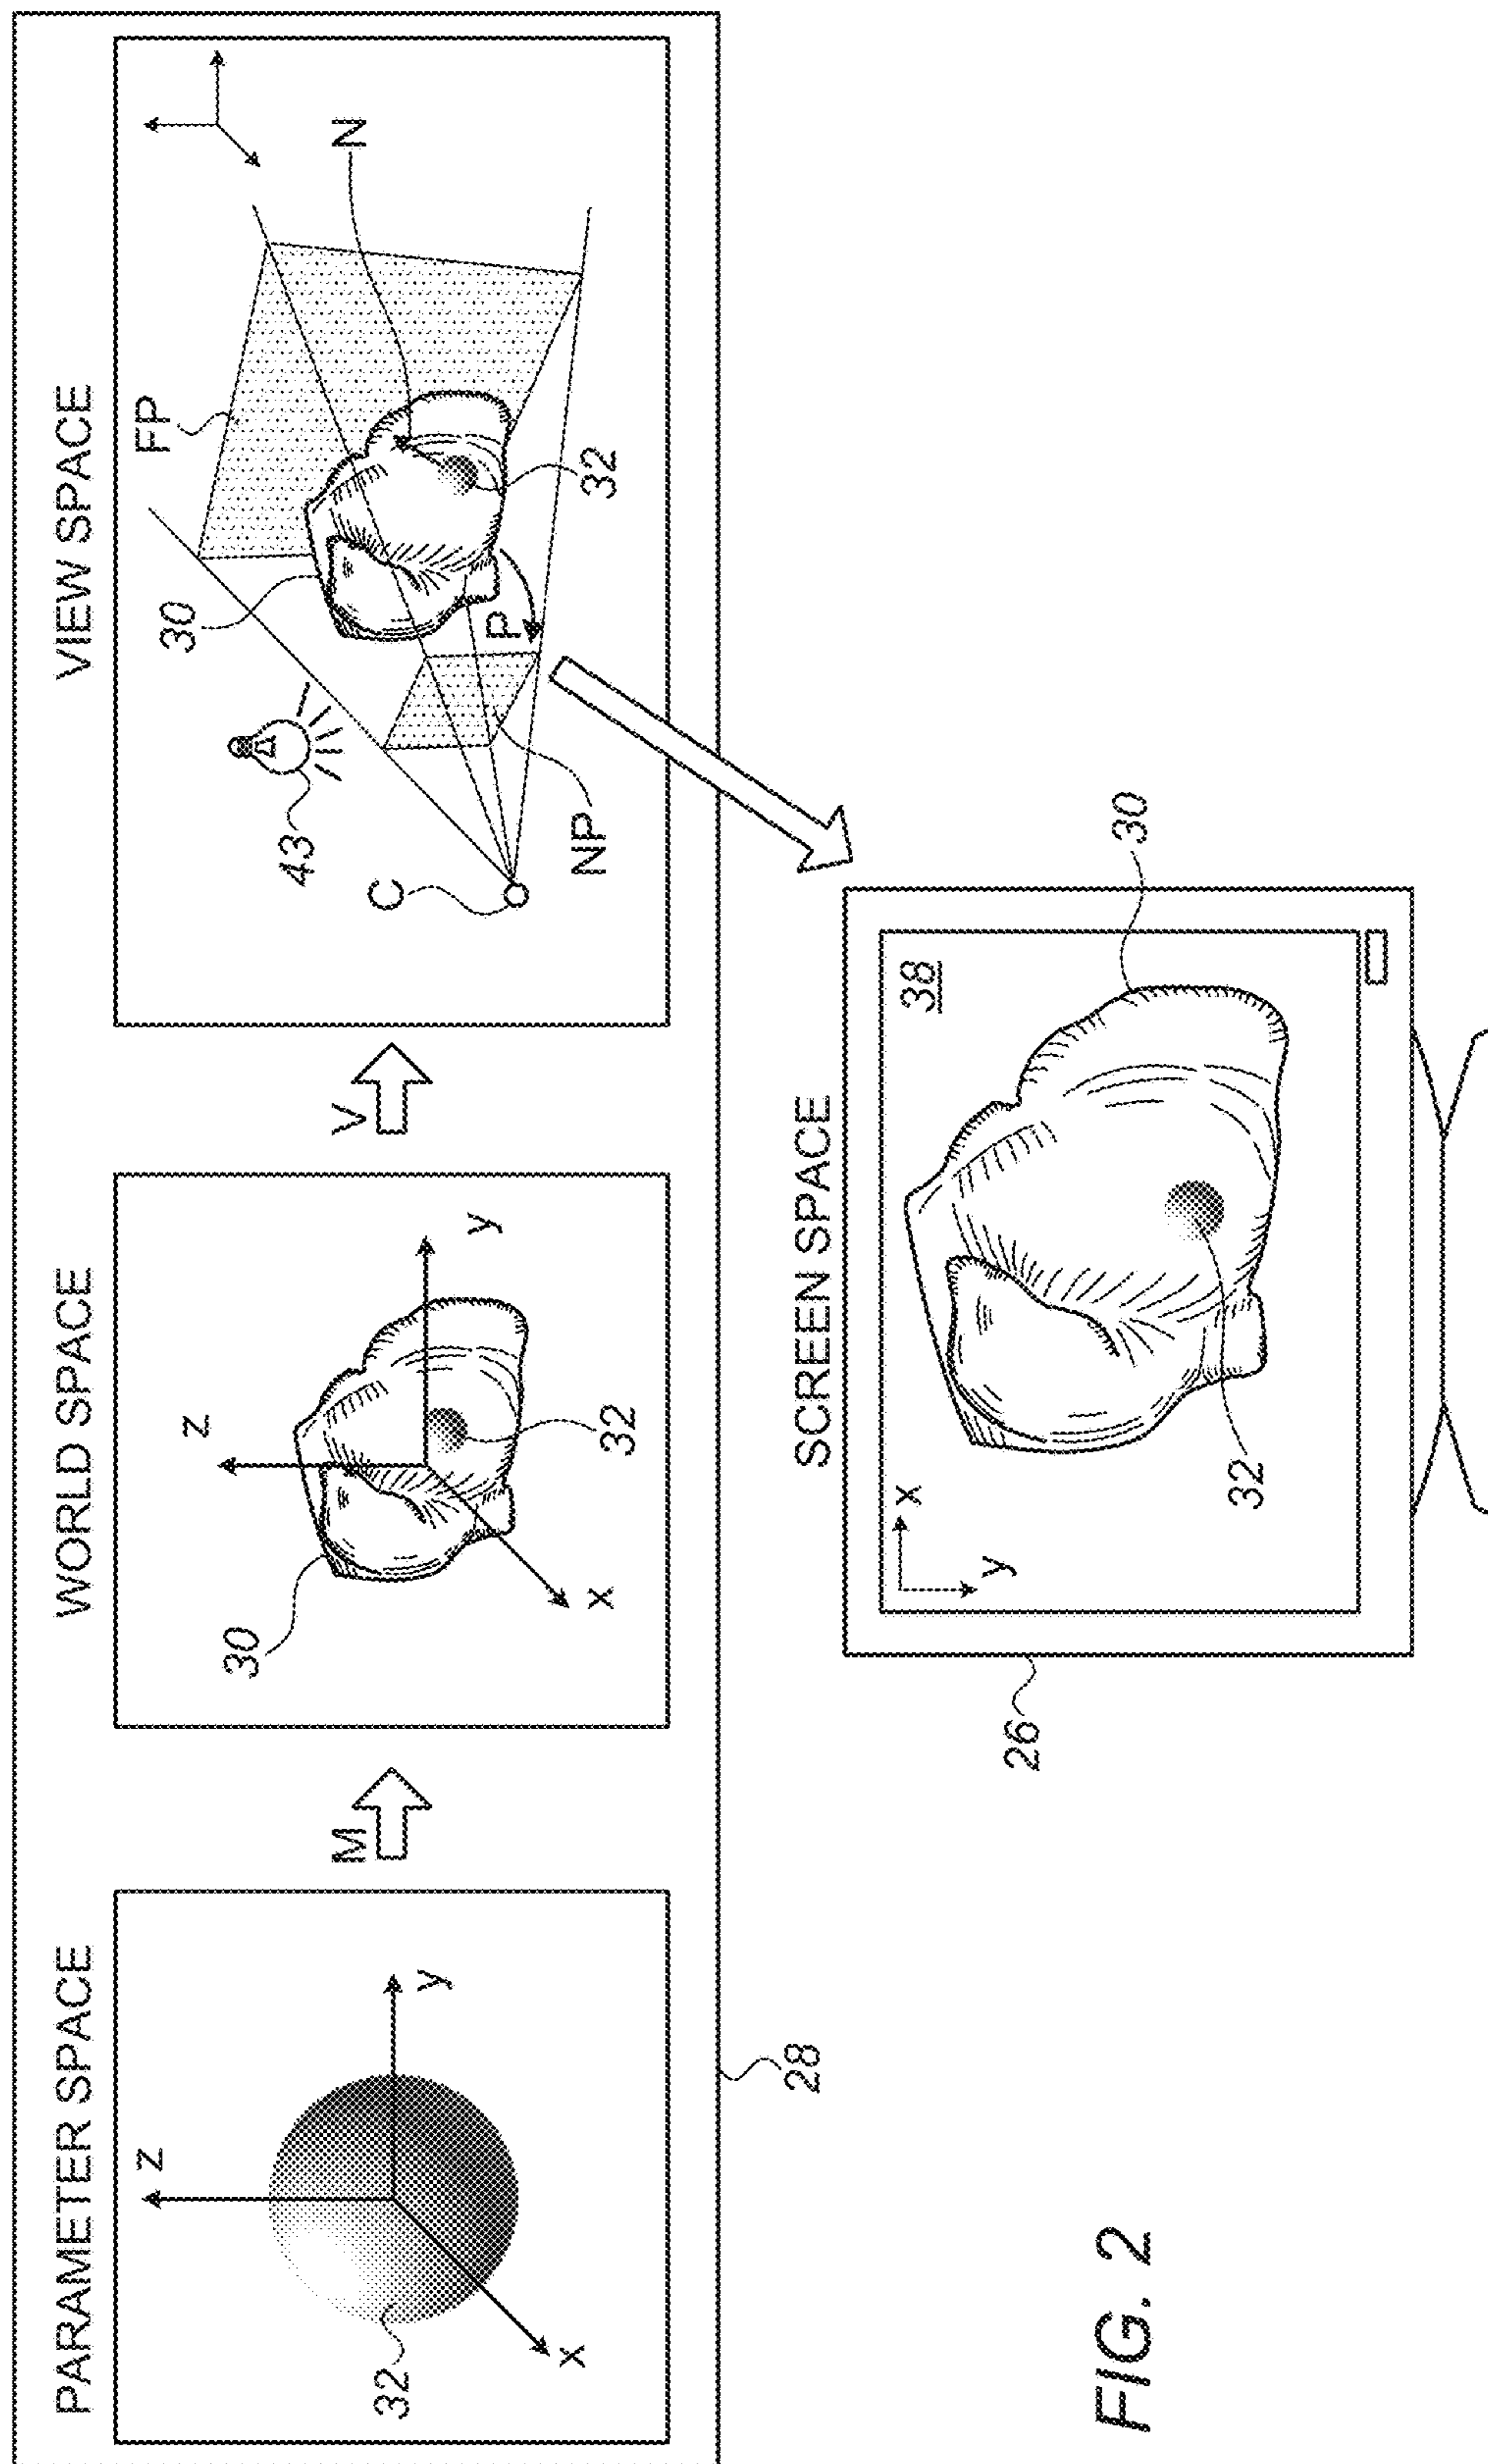 PARAMETER SPACE
z
y
x
32
M
WORLD SPACE
z
y
x
30
32
V
VIEW SPACE
FP
N
30
43
C
P
NP
32
28
SCREEN SPACE
38
x
y
30
32
26
FIG. 2